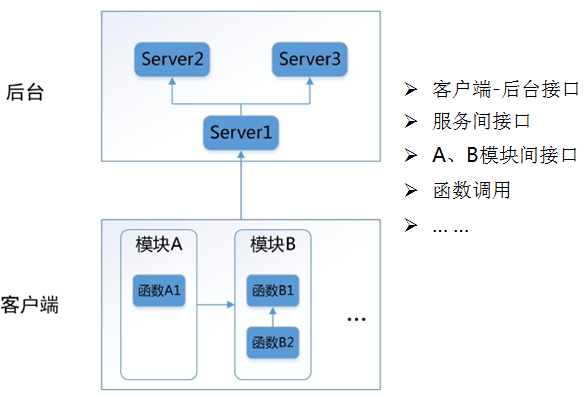 后台
Server2
Server3
Server1
客户端
模块A
模块B
函数A1
函数B1
函数B2
...
➢ 客户端-后台接口
➢ 服务间接口
➢ A、B模块间接口
➢ 函数调用
➢ ... ...